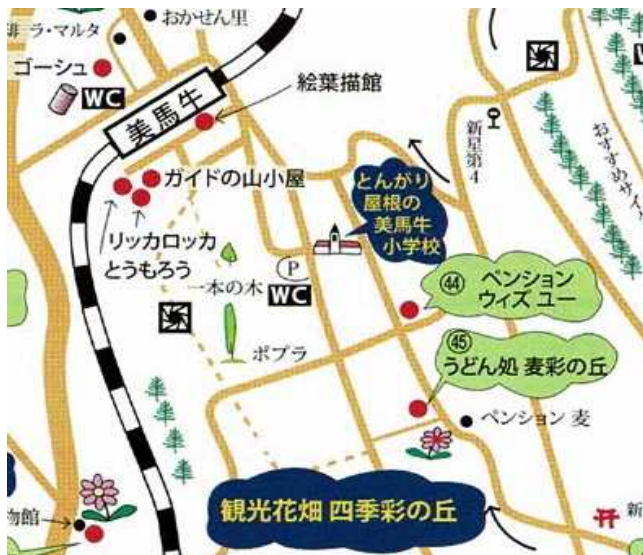 ラ・マルタ
おかせん里
ゴーシュ
WC
美馬牛
絵葉描館
新星第4
おすすめサイ
ガイドの山小屋
とんがり
屋根の
美馬牛
小学校
リッカロッカ
とうもろう
P
一本の木
WC
44 ペンション
ウィズ ユー
ポプラ
45
うどん処 麦彩の丘
ペンション 麦
観光花畑 四季彩の丘
物館
新